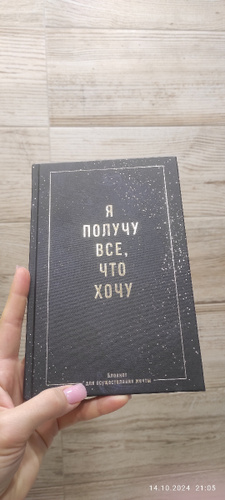 Я
ПОЛУЧУ
ВСЕ,
ЧТО
ХОЧУ
Блокнот
для осуществления мечты
14.10.2024 21:05